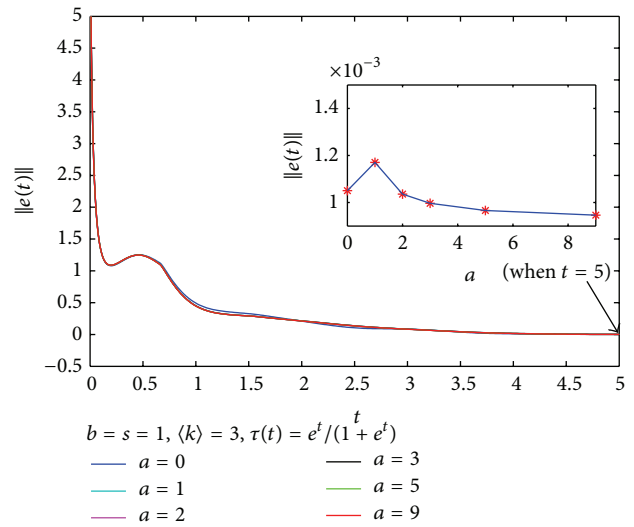 5
4.5
4
3.5
3
2.5
2
1.5
1
0.5
0
−0.5
‖e(t)‖
0 0.5 1 1.5 2 2.5 3 3.5 4 4.5 5
t
×10⁻³
1.4
1.2
1
‖e(t)‖
0 2 4 6 8
a (when t = 5)
b = s = 1, ⟨k⟩ = 3, τ(t) = eᵗ/(1 + eᵗ)
a = 0
a = 1
a = 2
a = 3
a = 5
a = 9